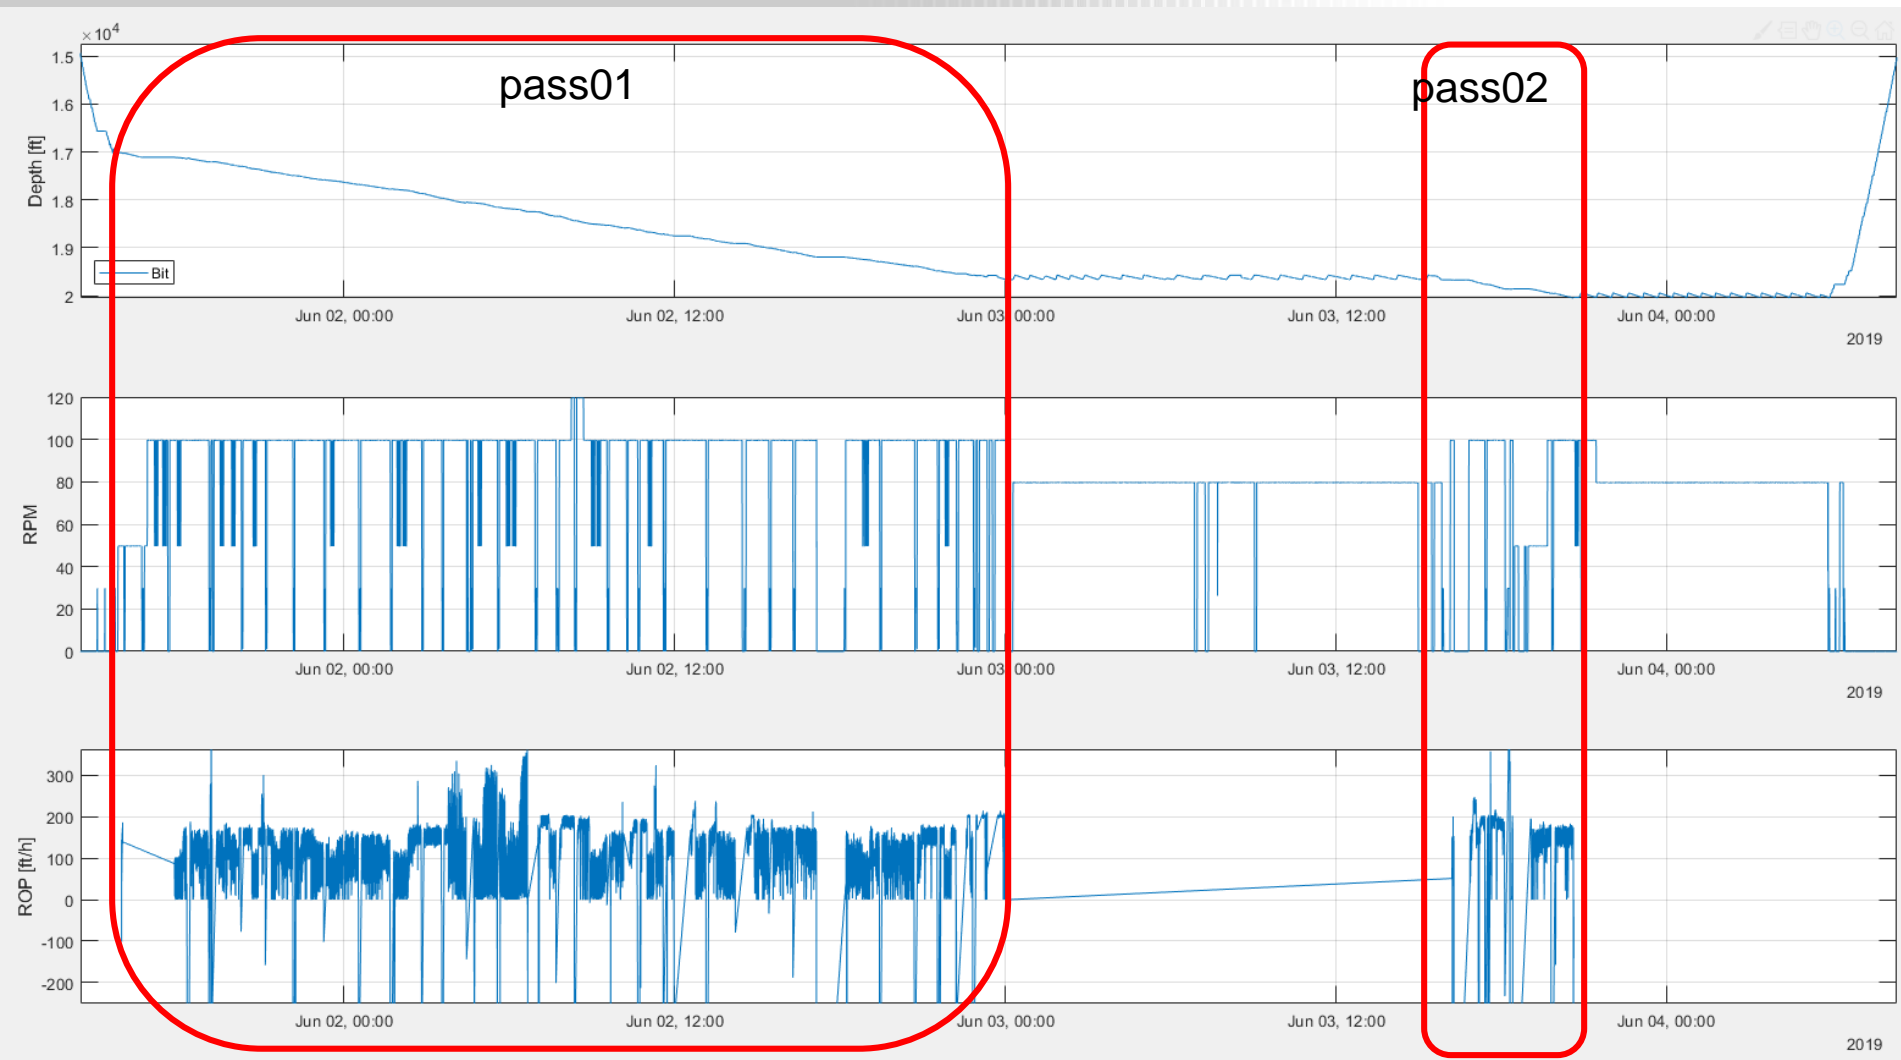 ×10⁴
pass01
pass02
Depth [ft]
1.5
1.6
1.7
1.8
1.9
2
Bit
Jun 02, 00:00
Jun 02, 12:00
Jun 03, 00:00
Jun 03, 12:00
Jun 04, 00:00
2019
RPM
120
100
80
60
40
20
0
Jun 02, 00:00
Jun 02, 12:00
Jun 03, 00:00
Jun 03, 12:00
Jun 04, 00:00
2019
ROP [ft/h]
300
200
100
0
-100
-200
Jun 02, 00:00
Jun 02, 12:00
Jun 03, 00:00
Jun 03, 12:00
Jun 04, 00:00
2019